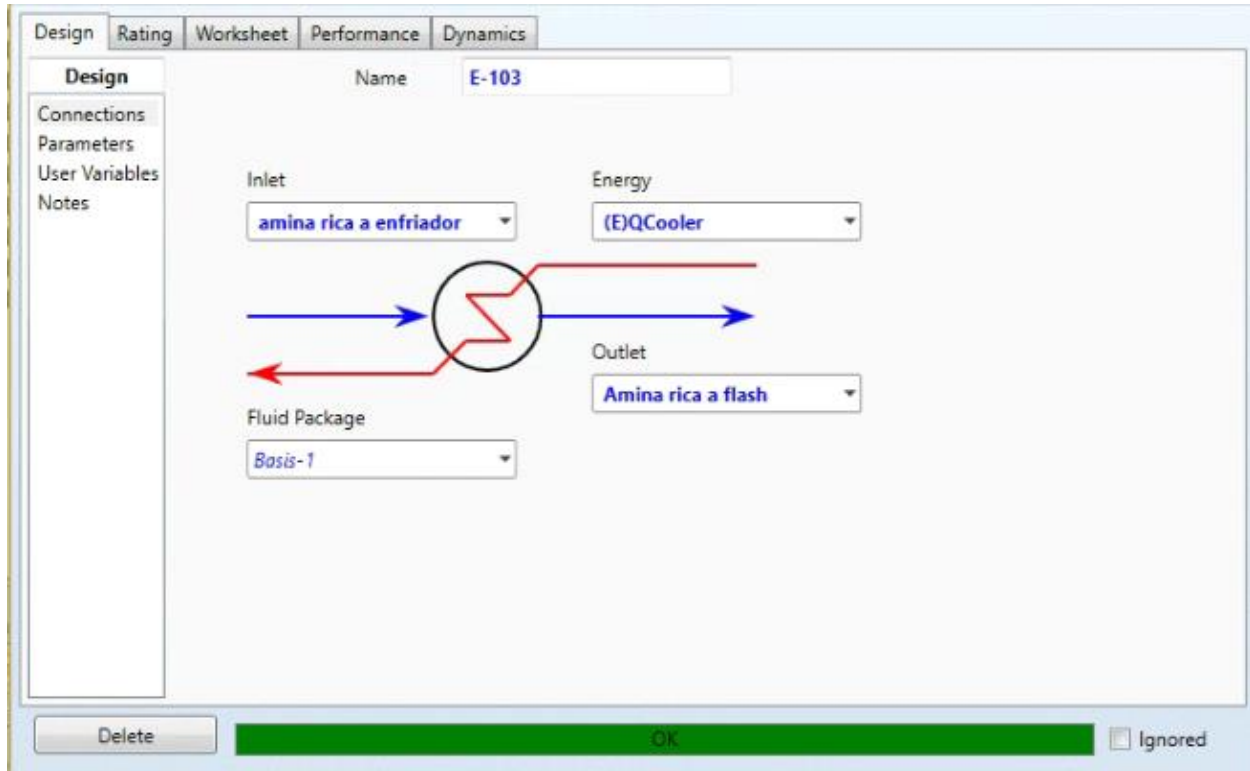 Design Rating Worksheet Performance Dynamics
Design
Connections
Parameters
User Variables
Notes
Name E-103
Inlet Energy
amina rica a enfriador (E)QCooler
Outlet
Amina rica a flash
Fluid Package
Basis-1
Delete OK Ignored